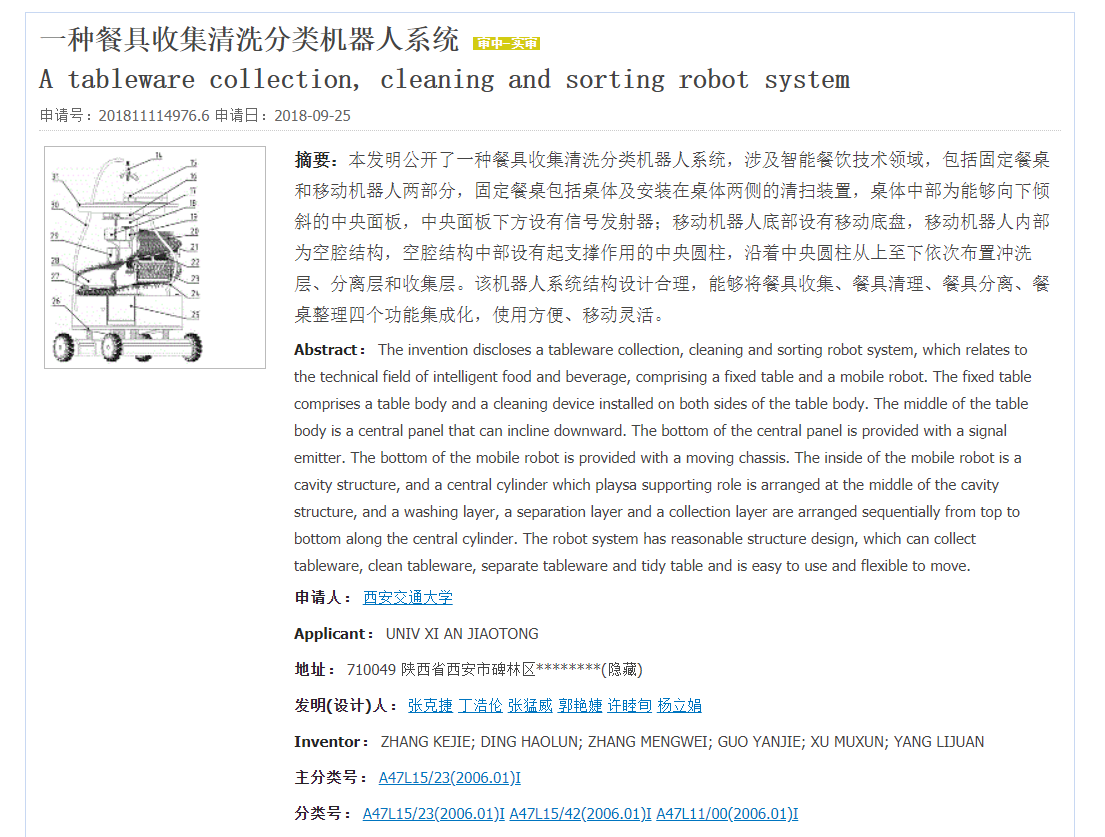 一种餐具收集清洗分类机器人系统 审中-实审
A tableware collection, cleaning and sorting robot system
申请号：201811114976.6 申请日：2018-09-25
14
31
15
16
30
17
18
19
29
20
21
28
22
27
23
24
26
25
摘要：本发明公开了一种餐具收集清洗分类机器人系统，涉及智能餐饮技术领域，包括固定餐桌
和移动机器人两部分，固定餐桌包括桌体及安装在桌体两侧的清扫装置，桌体中部为能够向下倾
斜的中央面板，中央面板下方设有信号发射器；移动机器人底部设有移动底盘，移动机器人内部
为空腔结构，空腔结构中部设有起支撑作用的中央圆柱，沿着中央圆柱从上至下依次布置冲洗
层、分离层和收集层。该机器人系统结构设计合理，能够将餐具收集、餐具清理、餐具分离、餐
桌整理四个功能集成化，使用方便、移动灵活。
Abstract： The invention discloses a tableware collection, cleaning and sorting robot system, which relates to
the technical field of intelligent food and beverage, comprising a fixed table and a mobile robot. The fixed table
comprises a table body and a cleaning device installed on both sides of the table body. The middle of the table
body is a central panel that can incline downward. The bottom of the central panel is provided with a signal
emitter. The bottom of the mobile robot is provided with a moving chassis. The inside of the mobile robot is a
cavity structure, and a central cylinder which playsa supporting role is arranged at the middle of the cavity
structure, and a washing layer, a separation layer and a collection layer are arranged sequentially from top to
bottom along the central cylinder. The robot system has reasonable structure design, which can collect
tableware, clean tableware, separate tableware and tidy table and is easy to use and flexible to move.
申请人： 西安交通大学
Applicant： UNIV XI AN JIAOTONG
地址： 710049 陕西省西安市碑林区********(隐藏)
发明(设计)人： 张克捷 丁浩伦 张猛威 郭艳婕 许睦旬 杨立娟
Inventor： ZHANG KEJIE; DING HAOLUN; ZHANG MENGWEI; GUO YANJIE; XU MUXUN; YANG LIJUAN
主分类号： A47L15/23(2006.01)I
分类号： A47L15/23(2006.01)I A47L15/42(2006.01)I A47L11/00(2006.01)I